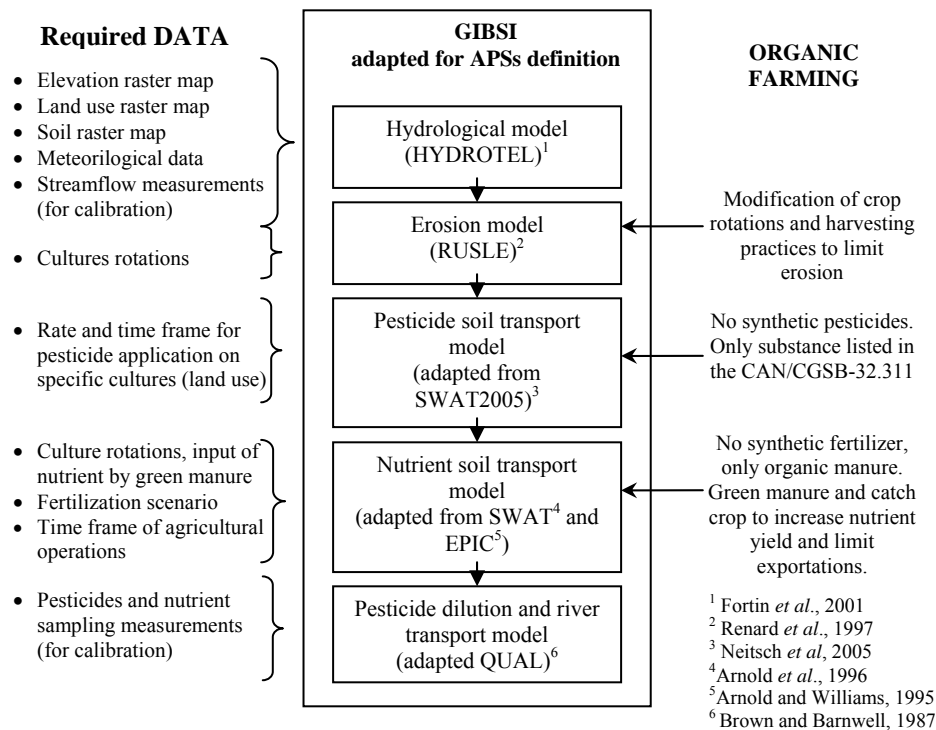 Required DATA
• Elevation raster map
• Land use raster map
• Soil raster map
• Meteorilogical data
• Streamflow measurements
(for calibration)
• Cultures rotations
• Rate and time frame for
pesticide application on
specific cultures (land use)
• Culture rotations, input of
nutrient by green manure
• Fertilization scenario
• Time frame of agricultural
operations
• Pesticides and nutrient
sampling measurements
(for calibration)
GIBSI
adapted for APSs definition
Hydrological model
(HYDROTEL)1
Erosion model
(RUSLE)2
Pesticide soil transport
model
(adapted from
SWAT2005)3
Nutrient soil transport
model
(adapted from SWAT4 and
EPIC5)
Pesticide dilution and river
transport model
(adapted QUAL)6
ORGANIC
FARMING
Modification of crop
rotations and harvesting
practices to limit
erosion
No synthetic pesticides.
Only substance listed in
the CAN/CGSB-32.311
No synthetic fertilizer,
only organic manure.
Green manure and catch
crop to increase nutrient
yield and limit
exportations.
1 Fortin et al., 2001
2 Renard et al., 1997
3 Neitsch et al, 2005
4Arnold et al., 1996
5Arnold and Williams, 1995
6 Brown and Barnwell, 1987